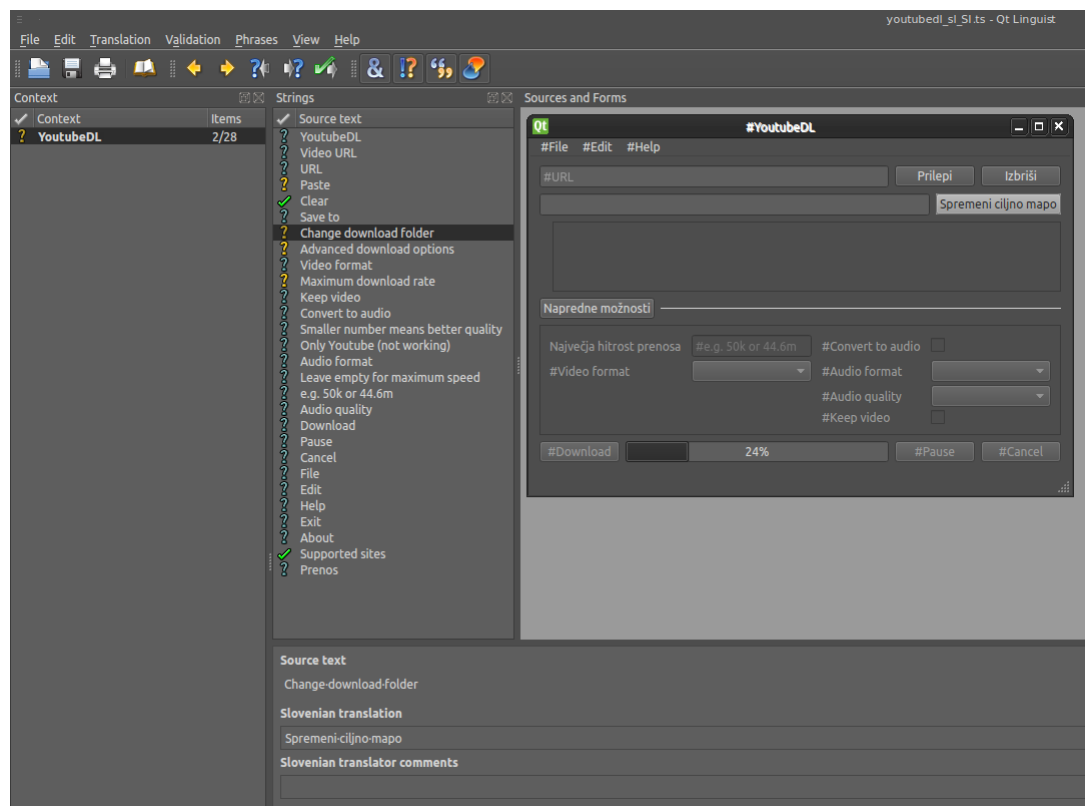 youtubedl_sl_SI.ts - Qt Linguist
File Edit Translation Validation Phrases View Help
Context
Strings
Sources and Forms
Context Items
YoutubeDL 2/28
Source text
YoutubeDL
Video URL
URL
Paste
Clear
Save to
Change download folder
Advanced download options
Video format
Maximum download rate
Keep video
Convert to audio
Smaller number means better quality
Only Youtube (not working)
Audio format
Leave empty for maximum speed
e.g. 50k or 44.6m
Audio quality
Download
Pause
Cancel
File
Edit
Help
Exit
About
Supported sites
Prenos
Qt #YoutubeDL
#File #Edit #Help
#URL Prilepi Izbriši
Spremeni ciljno mapo
Napredne možnosti
Največja hitrost prenosa #e.g. 50k or 44.6m #Convert to audio
#Video format #Audio format
#Audio quality
#Keep video
#Download 24% #Pause #Cancel
Source text
Change·download·folder
Slovenian translation
Spremeni·ciljno·mapo
Slovenian translator comments